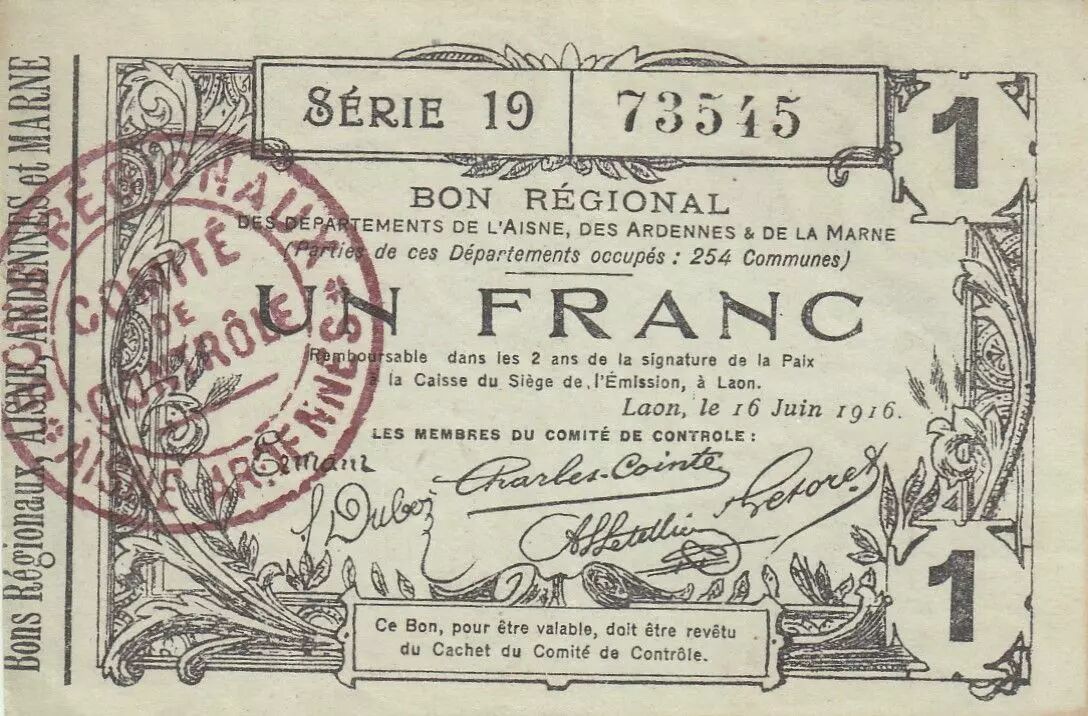 Bons Régionaux, AISNE, ARDENNES et MARNE
SÉRIE 19 73545
1
BON RÉGIONAL
DES DÉPARTEMENTS DE L'AISNE, DES ARDENNES & DE LA MARNE
(Parties de ces Départements occupés : 254 Communes)
UN FRANC
Remboursable dans les 2 ans de la signature de la Paix
à la Caisse du Siège de l'Émission, à Laon.
Laon, le 16 Juin 1916.
LES MEMBRES DU COMITÉ DE CONTROLE :
Charles-Cointe
1
Ce Bon, pour être valable, doit être revêtu
du Cachet du Comité de Contrôle.
COMITÉ
DE
CONTRÔLE